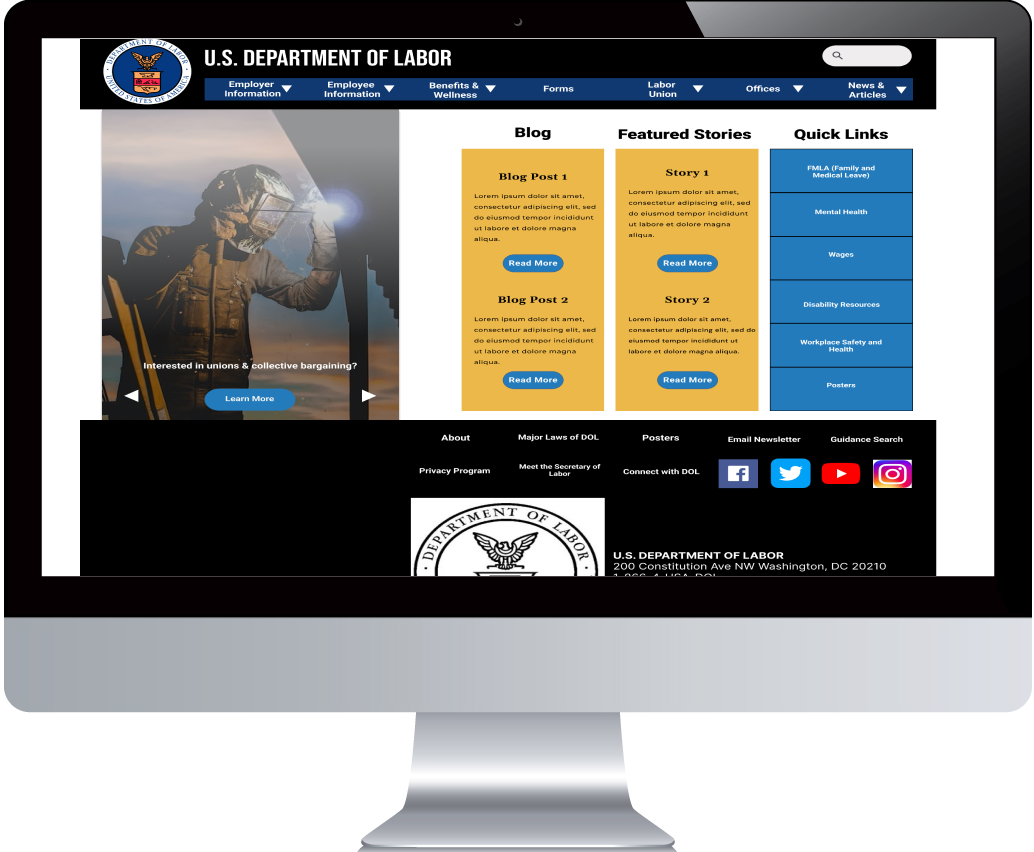 DEPARTMENT OF LABOR
UNITED STATES OF AMERICA
U.S. DEPARTMENT OF LABOR
Employer
Information
Employee
Information
Benefits &
Wellness
Forms
Labor
Union
Offices
News &
Articles
Interested in unions & collective bargaining?
Learn More
Blog
Blog Post 1
Lorem ipsum dolor sit amet,
consectetur adipiscing elit, sed
do eiusmod tempor incididunt
ut labore et dolore magna
aliqua.
Read More
Blog Post 2
Lorem ipsum dolor sit amet,
consectetur adipiscing elit, sed
do eiusmod tempor incididunt
ut labore et dolore magna
aliqua.
Read More
Featured Stories
Story 1
Lorem ipsum dolor sit amet,
consectetur adipiscing elit, sed
do eiusmod tempor incididunt
ut labore et dolore magna
aliqua.
Read More
Story 2
Lorem ipsum dolor sit amet,
consectetur adipiscing elit, sed do
eiusmod tempor incididunt ut
labore et dolore magna aliqua.
Read More
Quick Links
FMLA (Family and
Medical Leave)
Mental Health
Wages
Disability Resources
Workplace Safety and
Health
Posters
About
Major Laws of DOL
Posters
Email Newsletter
Guidance Search
Privacy Program
Meet the Secretary of
Labor
Connect with DOL
DEPARTMENT OF LABOR
U.S. DEPARTMENT OF LABOR
200 Constitution Ave NW Washington, DC 20210